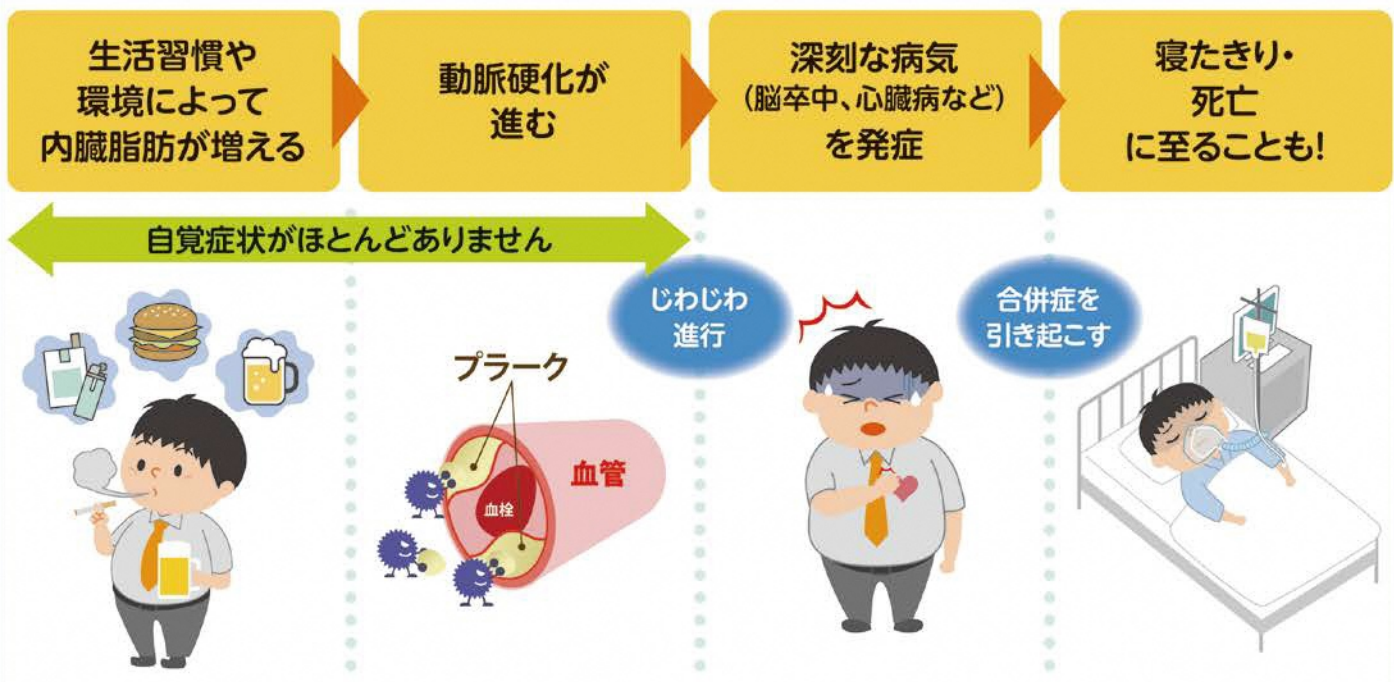 生活習慣や
環境によって
内臓脂肪が増える
動脈硬化が
進む
深刻な病気
(脳卒中、心臓病など)
を発症
寝たきり・
死亡
に至ることも!
自覚症状がほとんどありません
じわじわ
進行
合併症を
引き起こす
プラーク
血管
血栓